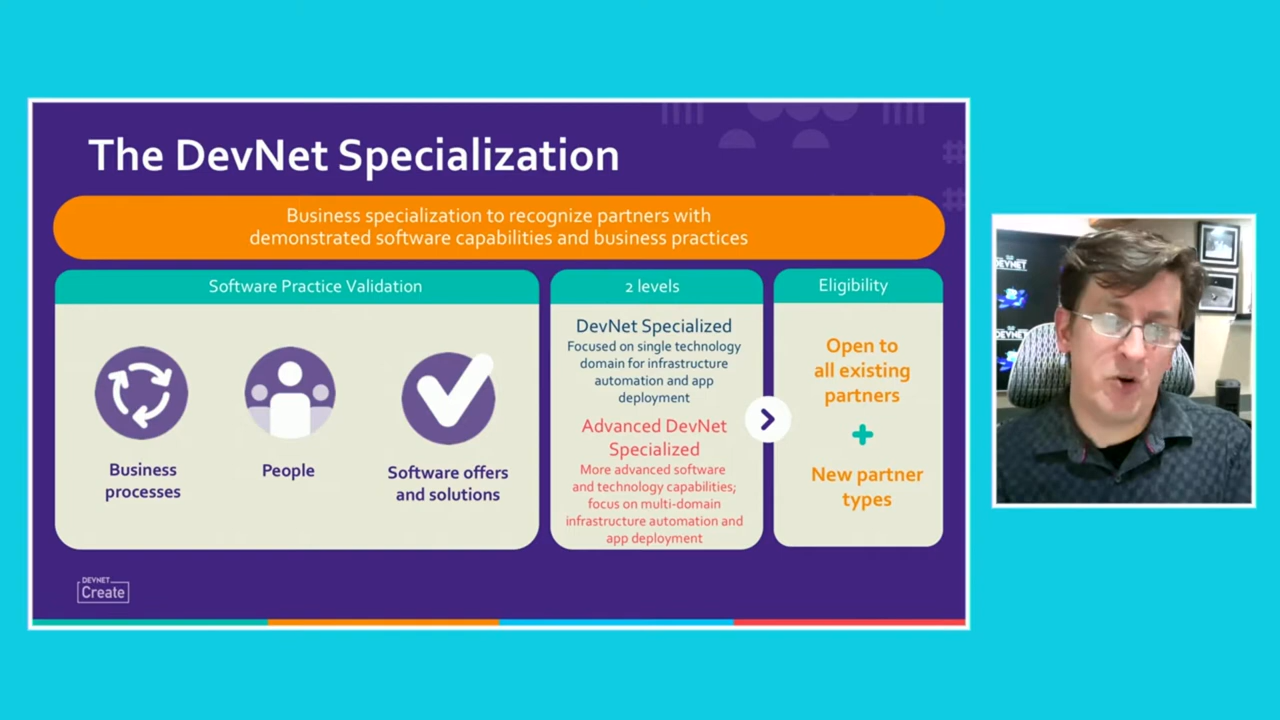 The DevNet Specialization
Business specialization to recognize partners with
demonstrated software capabilities and business practices
Software Practice Validation
Business
processes
People
Software offers
and solutions
2 levels
DevNet Specialized
Focused on single technology
domain for infrastructure
automation and app
deployment
Advanced DevNet
Specialized
More advanced software
and technology capabilities;
focus on multi-domain
infrastructure automation and
app deployment
Eligibility
Open to
all existing
partners
+
New partner
types
DEVNET
Create
DEVNET